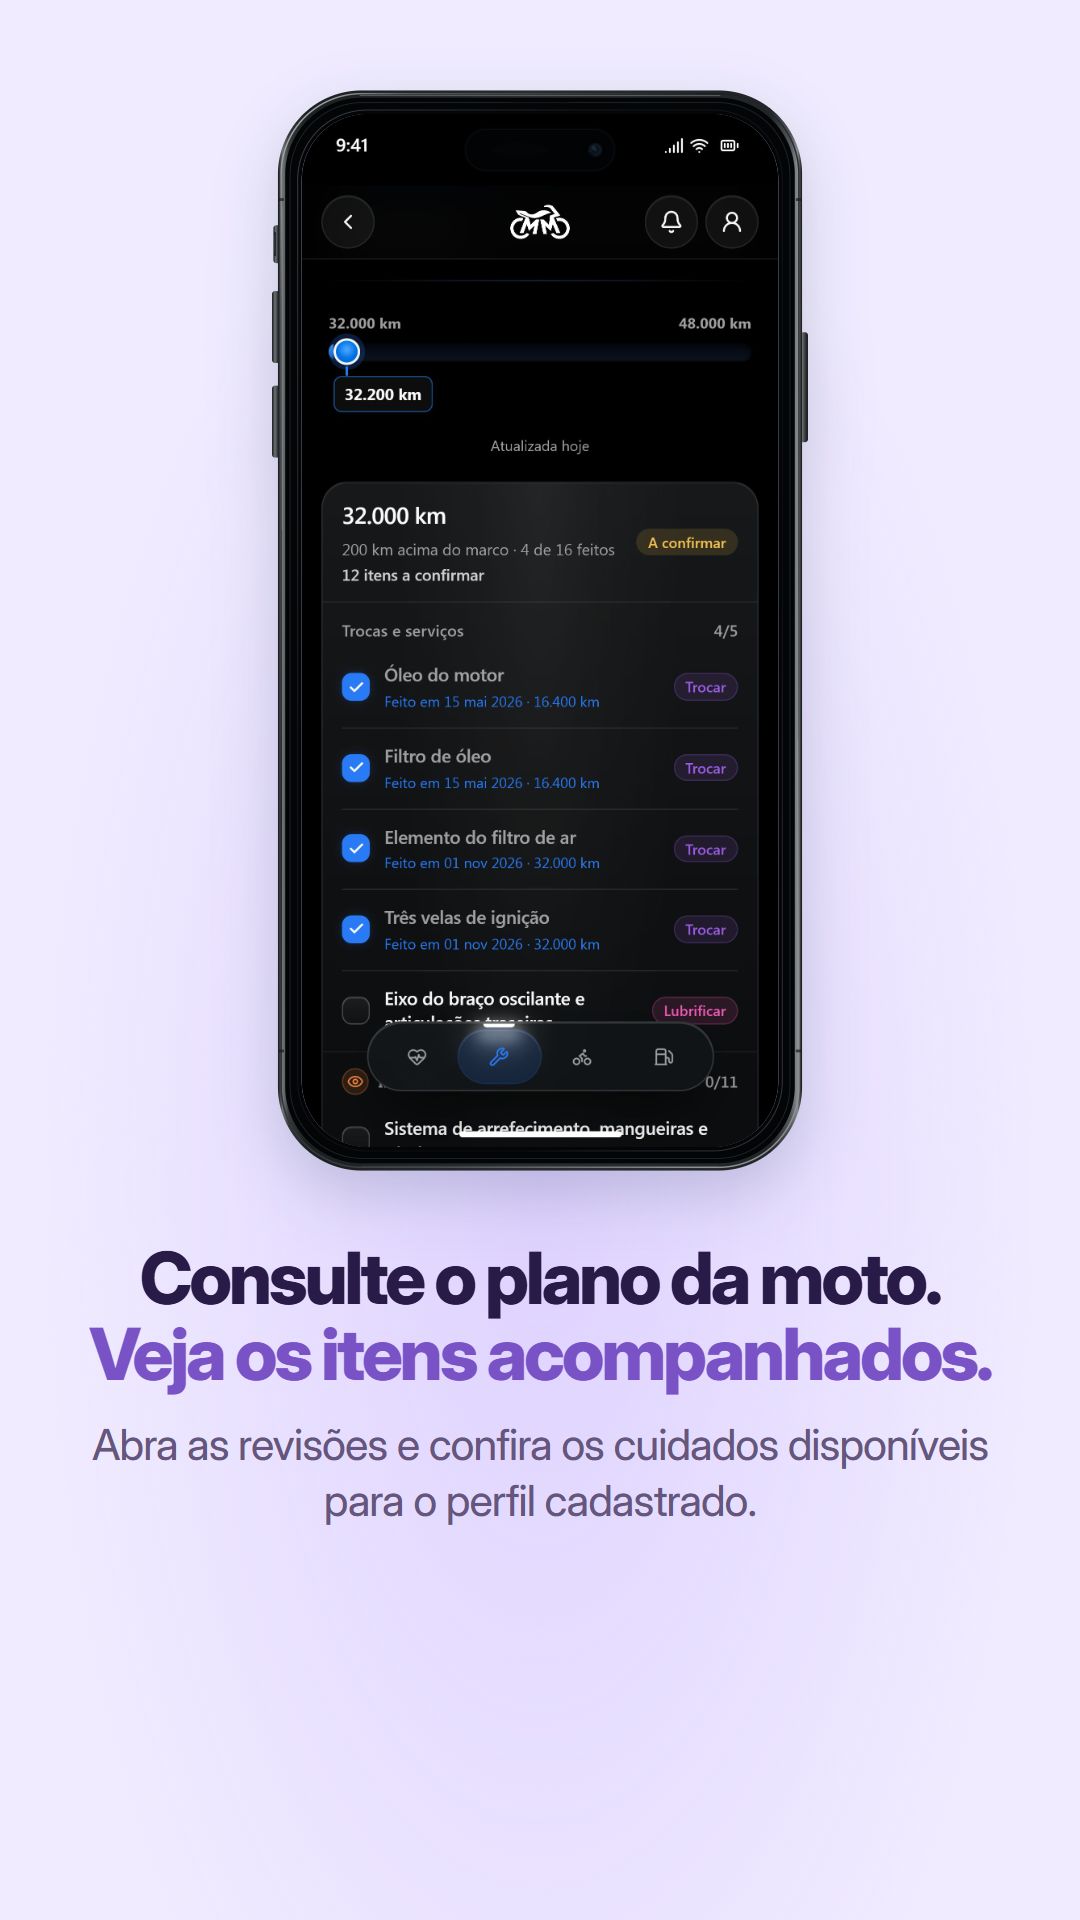 9:41
MM
32.000 km 48.000 km
32.200 km
Atualizada hoje
32.000 km
200 km acima do marco · 4 de 16 feitos
A confirmar
12 itens a confirmar
Trocas e serviços 4/5
Óleo do motor
Feito em 15 mai 2026 · 16.400 km
Trocar
Filtro de óleo
Feito em 15 mai 2026 · 16.400 km
Trocar
Elemento do filtro de ar
Feito em 01 nov 2026 · 32.000 km
Trocar
Três velas de ignição
Feito em 01 nov 2026 · 32.000 km
Trocar
Eixo do braço oscilante e
Lubrificar
0/11
Sistema de arrefecimento, mangueiras e
Consulte o plano da moto.
Veja os itens acompanhados.
Abra as revisões e confira os cuidados disponíveis
para o perfil cadastrado.